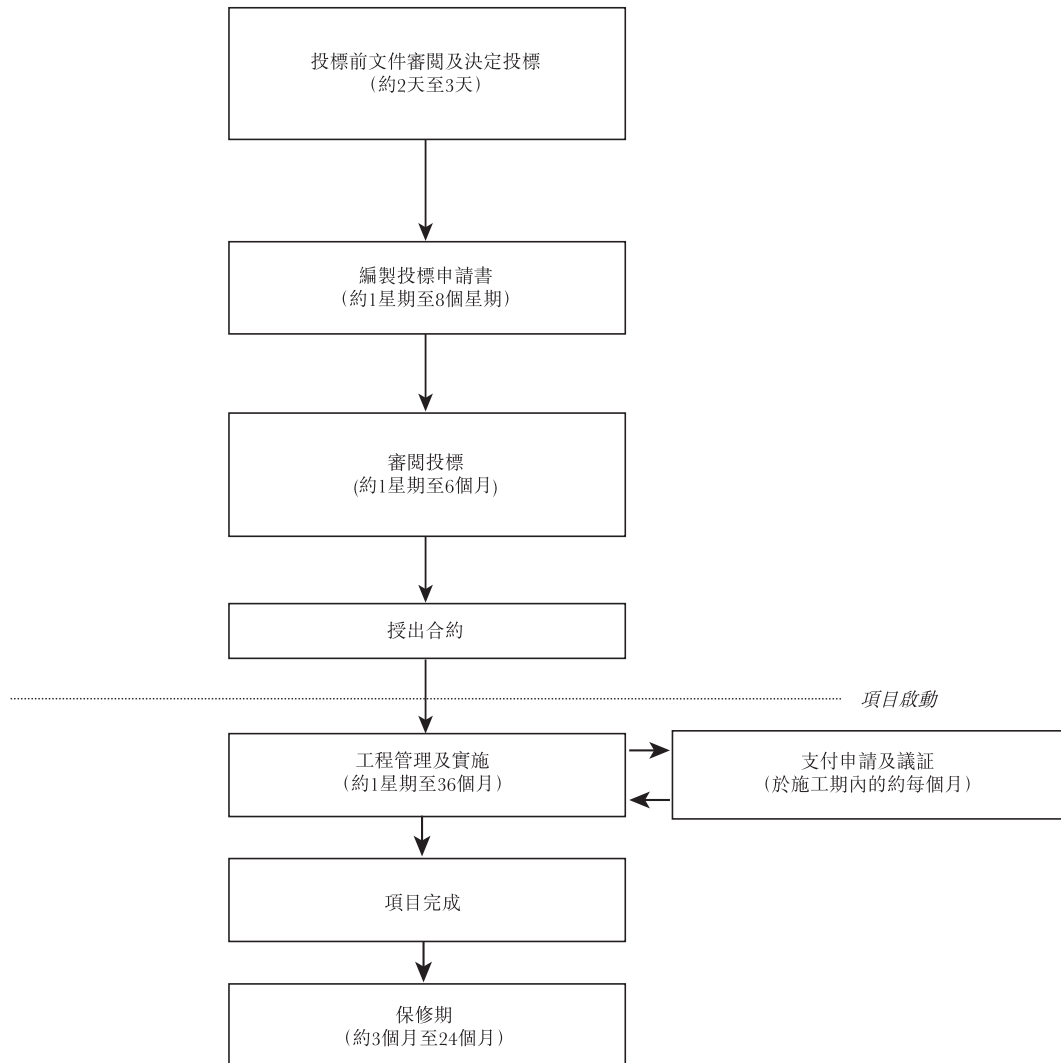 投標前文件審閲及決定投標
（約2天至3天）
編製投標申請書
（約1星期至8個星期）
審閲投標
(約1星期至6個月)
授出合約
項目啟動
工程管理及實施
（約1星期至36個月）
支付申請及議証
（於施工期內的約每個月）
項目完成
保修期
（約3個月至24個月）